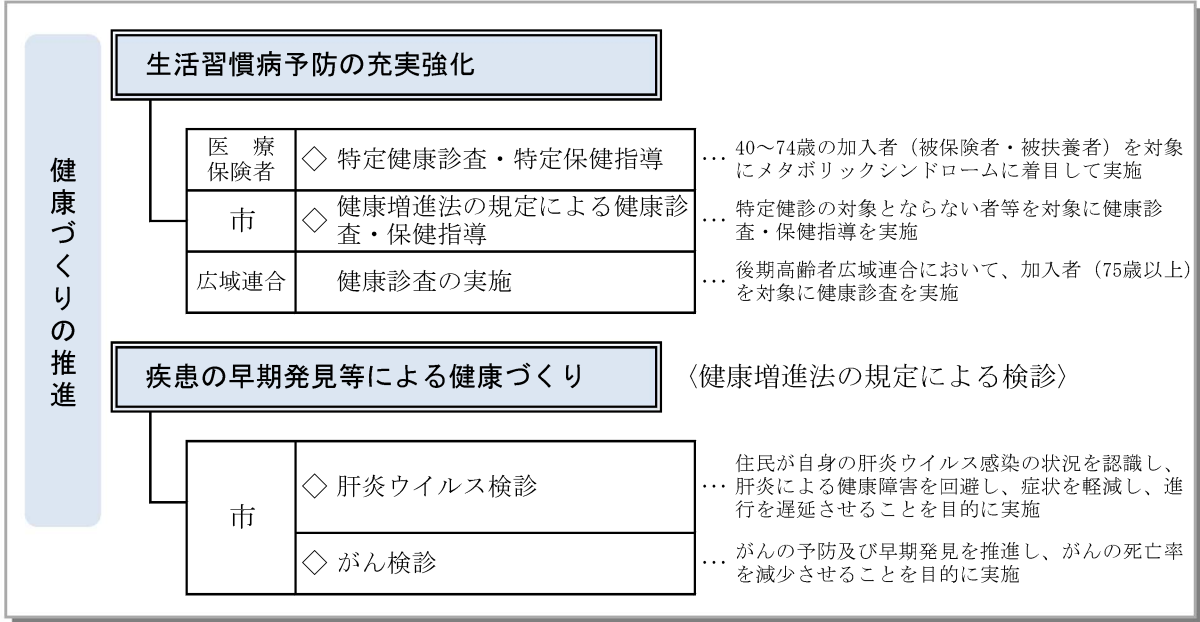 健康づくりの推進
生活習慣病予防の充実強化
医　療
保険者
◇ 特定健康診査・特定保健指導
… 40～74歳の加入者（被保険者・被扶養者）を対象
にメタボリックシンドロームに着目して実施
市
◇ 健康増進法の規定による健康診
査・保健指導
… 特定健診の対象とならない者等を対象に健康診
査・保健指導を実施
広域連合
健康診査の実施
… 後期高齢者広域連合において、加入者（75歳以上）
を対象に健康診査を実施
疾患の早期発見等による健康づくり
〈健康増進法の規定による検診〉
市
◇ 肝炎ウイルス検診
… 住民が自身の肝炎ウイルス感染の状況を認識し、
肝炎による健康障害を回避し、症状を軽減し、進
行を遅延させることを目的に実施
◇ がん検診
… がんの予防及び早期発見を推進し、がんの死亡率
を減少させることを目的に実施